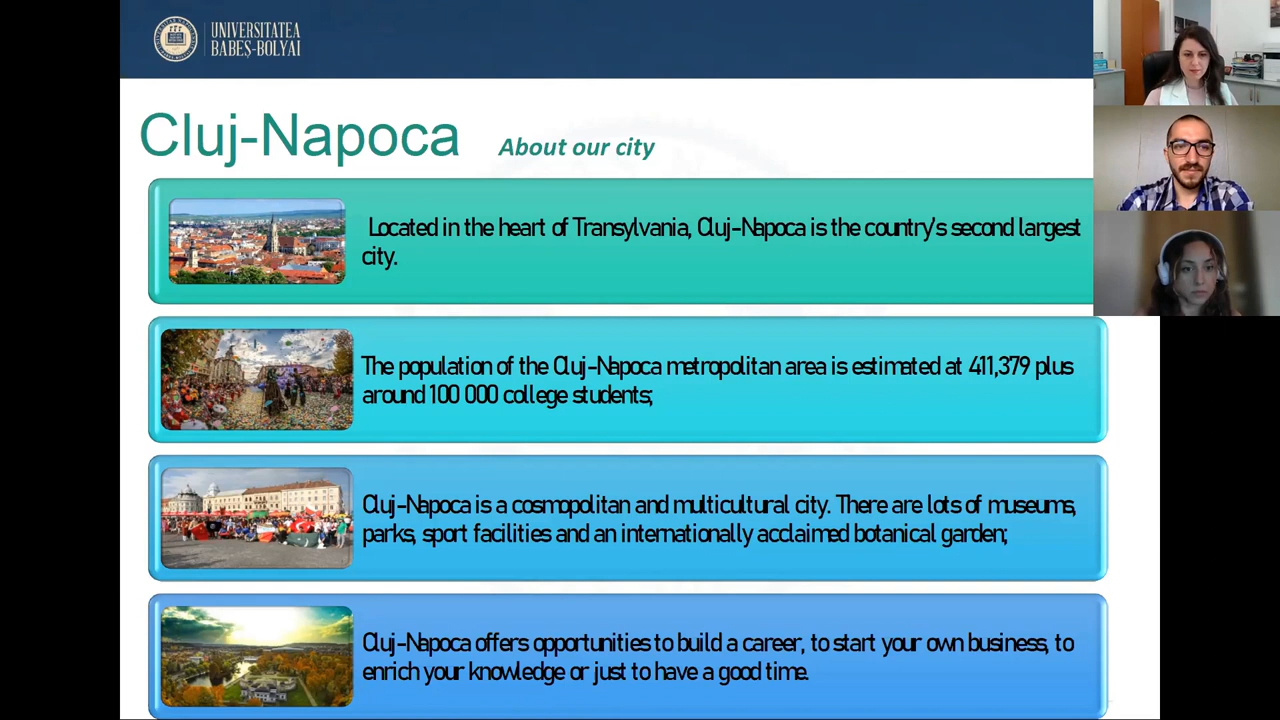 UNIVERSITATEA
BABEȘ-BOLYAI
Cluj-Napoca About our city
Located in the heart of Transylvania, Cluj-Napoca is the country's second largest
city.
The population of the Cluj-Napoca metropolitan area is estimated at 411,379 plus
around 100 000 college students;
Cluj-Napoca is a cosmopolitan and multicultural city. There are lots of museums,
parks, sport facilities and an internationally acclaimed botanical garden;
Cluj-Napoca offers opportunities to build a career, to start your own business, to
enrich your knowledge or just to have a good time.